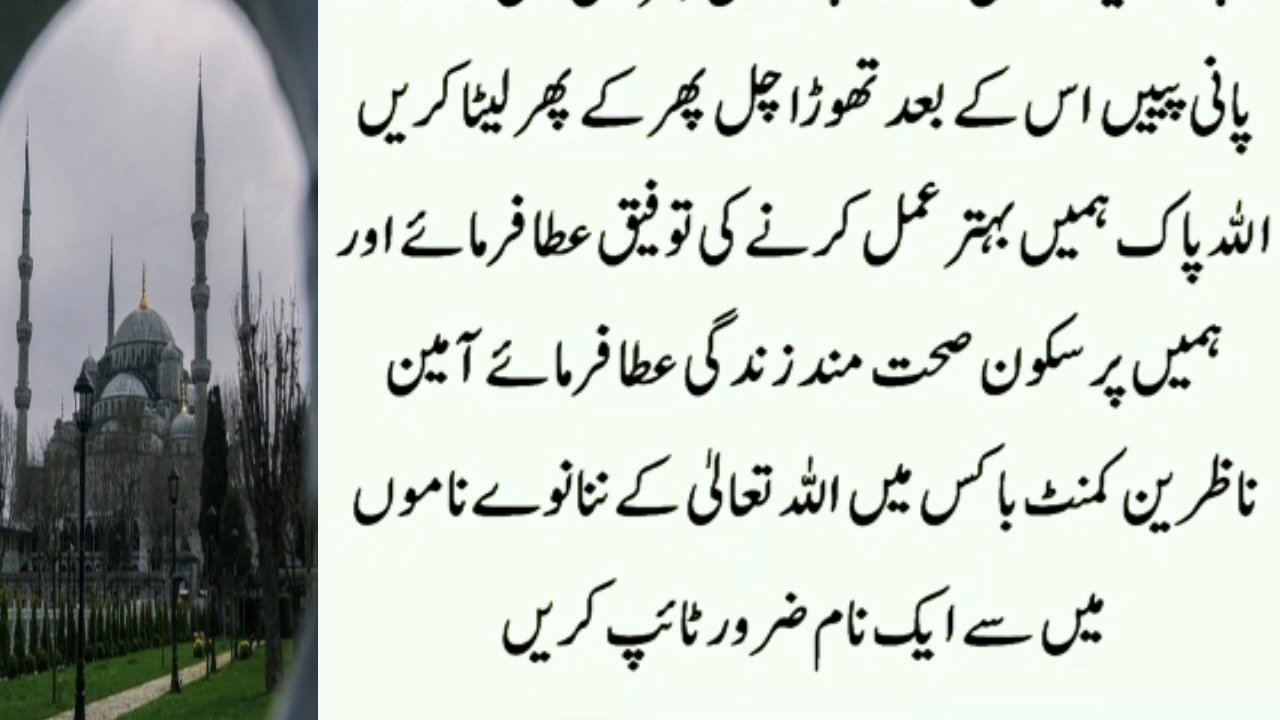 پانی پییں اس کے بعد تھوڑا چل پھر کے پھر لیٹا کریں
اللہ پاک ہمیں بہتر عمل کرنے کی توفیق عطا فرمائے اور
ہمیں پر سکون صحت مند زندگی عطا فرمائے آمین
ناظرین کمنٹ باکس میں اللہ تعالیٰ کے ننانوے ناموں
میں سے ایک نام ضرور ٹائپ کریں